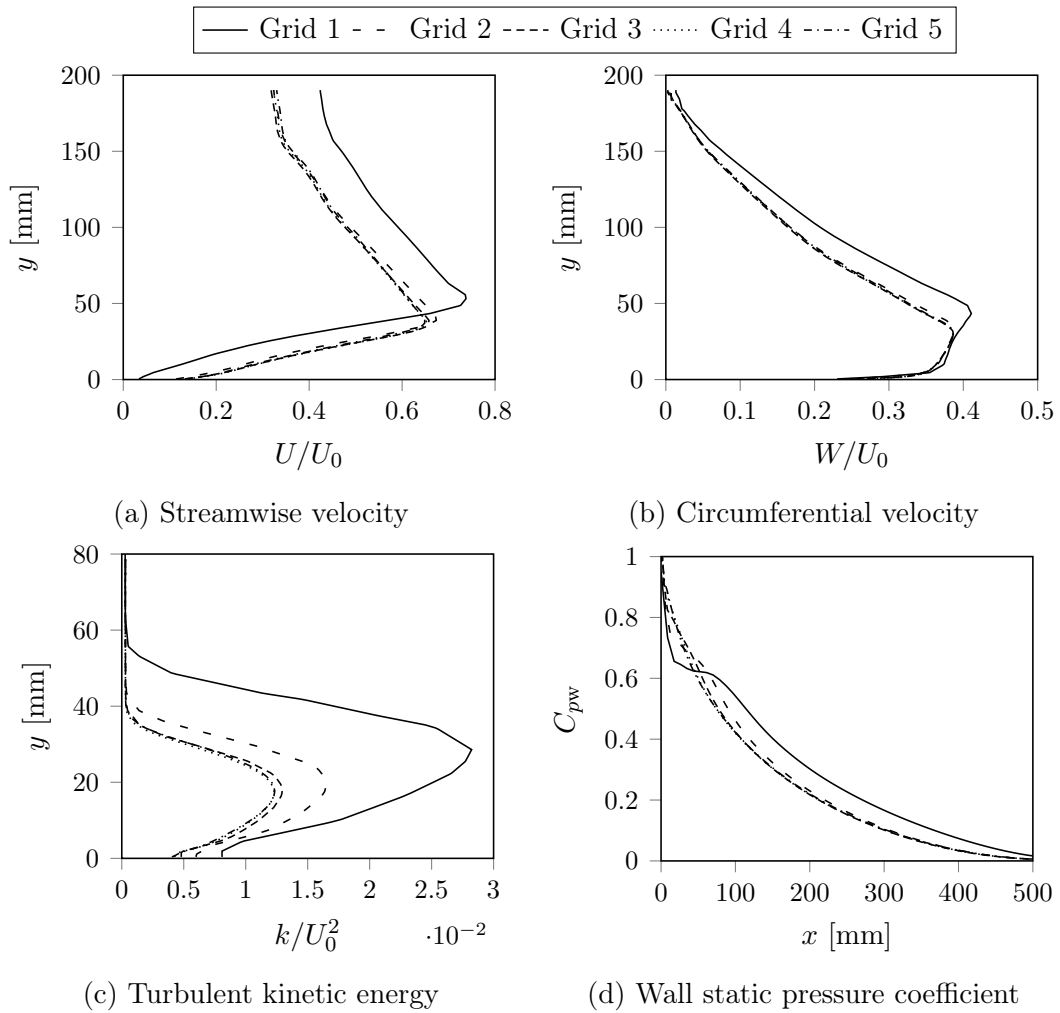 Grid 1 Grid 2 Grid 3 Grid 4 Grid 5
200
150
100
50
0
y [mm]
0 0.2 0.4 0.6 0.8
U/U₀
(a) Streamwise velocity
200
150
100
50
0
y [mm]
0 0.1 0.2 0.3 0.4 0.5
W/U₀
(b) Circumferential velocity
80
60
40
20
0
y [mm]
0 0.5 1 1.5 2 2.5 3
k/U₀² ·10⁻²
(c) Turbulent kinetic energy
1
0.8
0.6
0.4
0.2
0
C_pw
0 100 200 300 400 500
x [mm]
(d) Wall static pressure coefficient